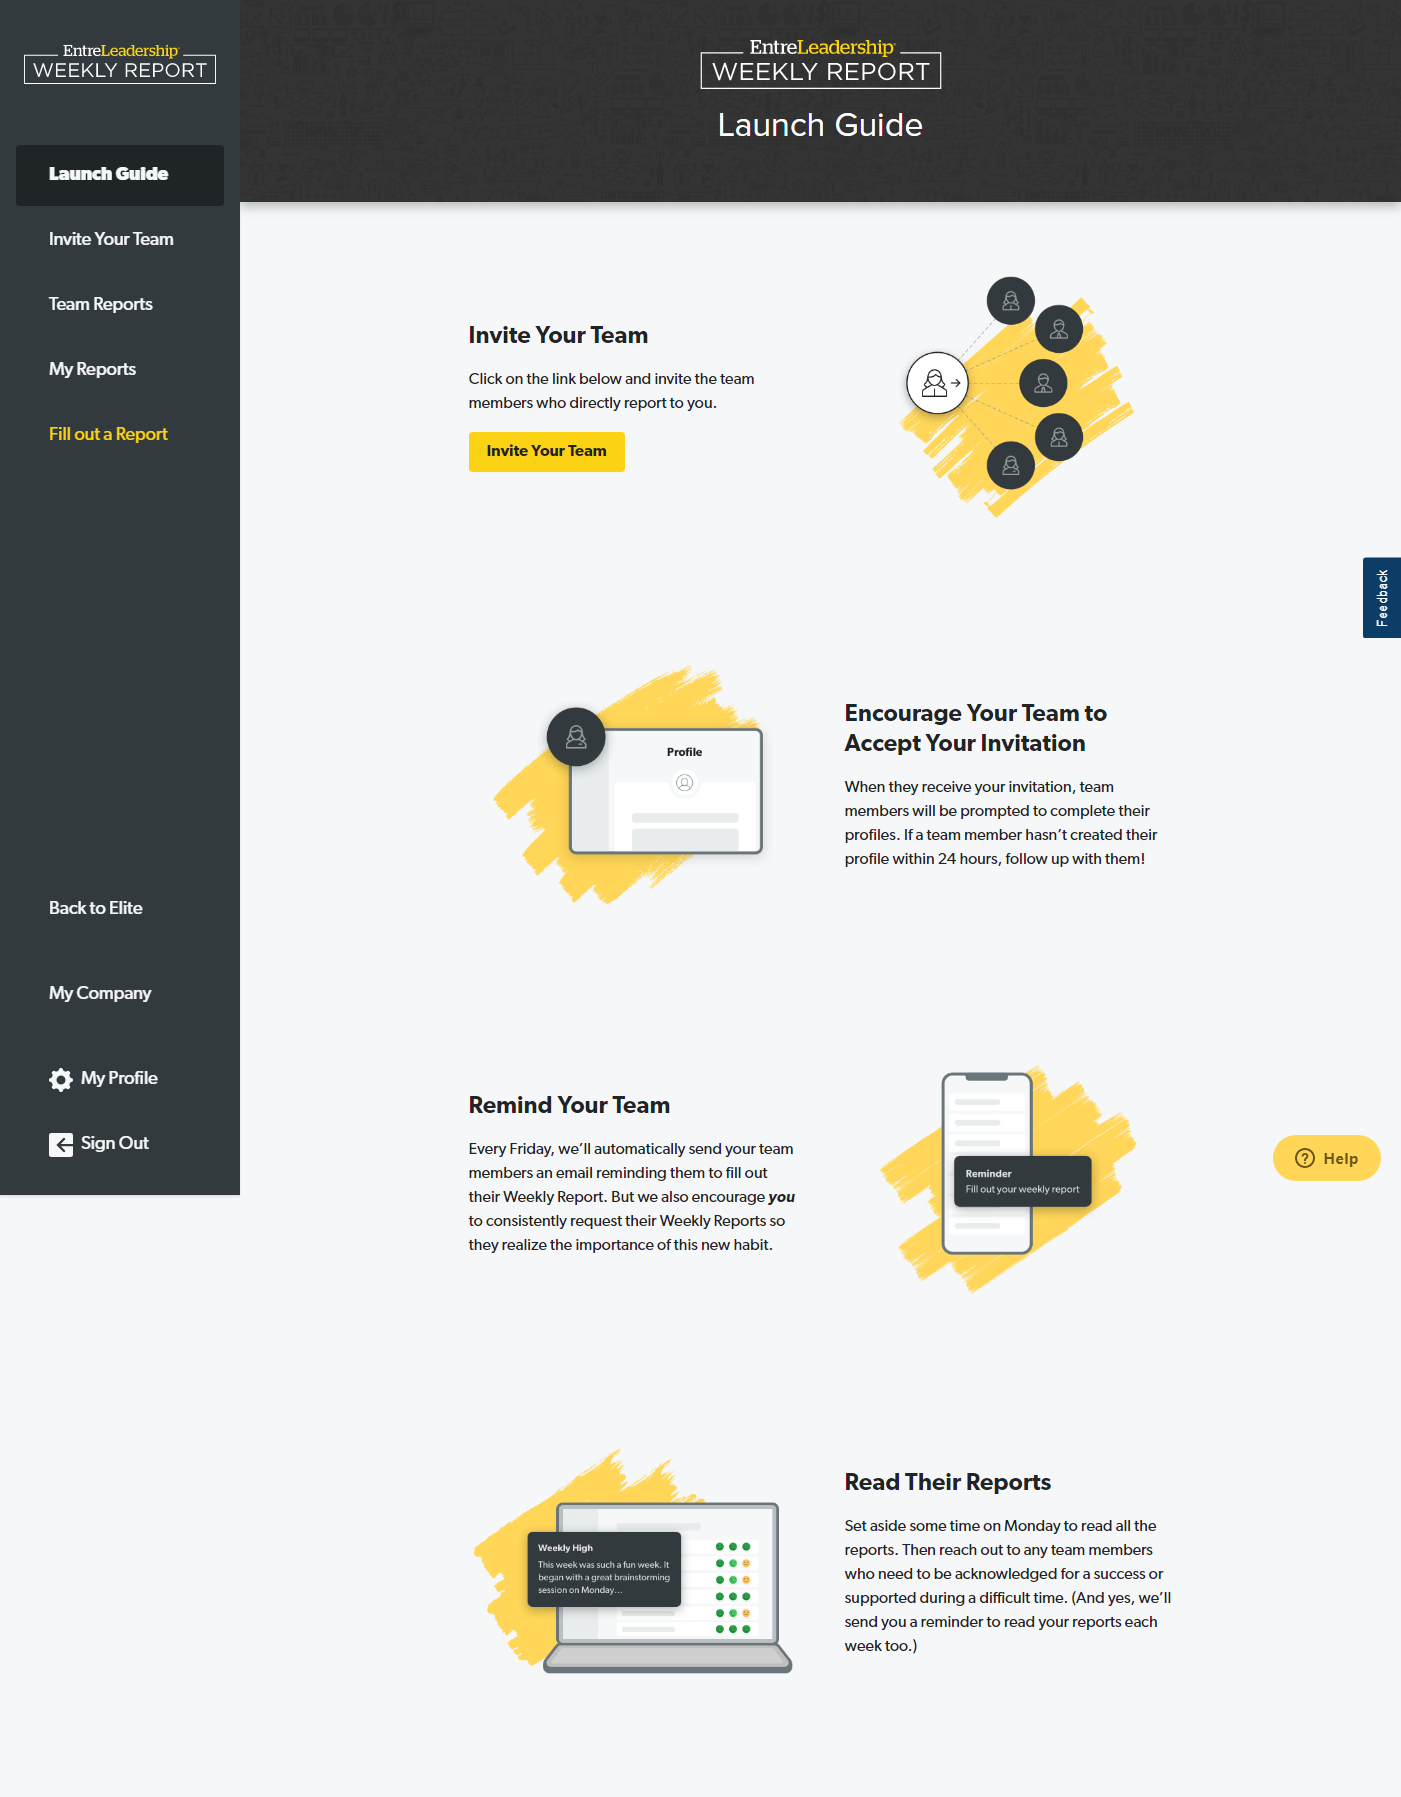 EntreLeadership
WEEKLY REPORT
Launch Guide
Invite Your Team
Team Reports
My Reports
Fill out a Report
Back to Elite
My Company
My Profile
Sign Out
EntreLeadership
WEEKLY REPORT
Launch Guide
Invite Your Team
Click on the link below and invite the team
members who directly report to you.
Invite Your Team
Feedback
Profile
Encourage Your Team to
Accept Your Invitation
When they receive your invitation, team
members will be prompted to complete their
profiles. If a team member hasn’t created their
profile within 24 hours, follow up with them!
Remind Your Team
Every Friday, we’ll automatically send your team
members an email reminding them to fill out
their Weekly Report. But we also encourage you
to consistently request their Weekly Reports so
they realize the importance of this new habit.
Reminder
Fill out your weekly report
Help
Weekly High
This week was such a fun week. It
began with a great brainstorming
session on Monday...
Read Their Reports
Set aside some time on Monday to read all the
reports. Then reach out to any team members
who need to be acknowledged for a success or
supported during a difficult time. (And yes, we’ll
send you a reminder to read your reports each
week too.)